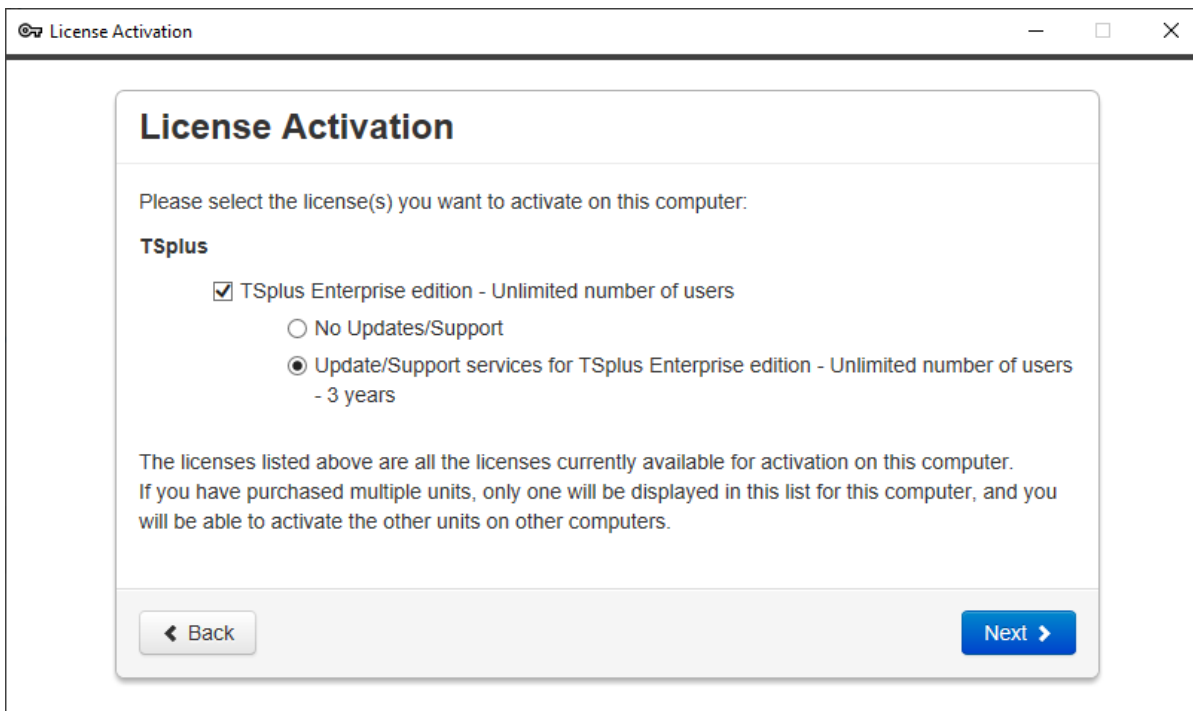 License Activation
License Activation
Please select the license(s) you want to activate on this computer:
TSplus
TSplus Enterprise edition - Unlimited number of users
No Updates/Support
Update/Support services for TSplus Enterprise edition - Unlimited number of users
- 3 years
The licenses listed above are all the licenses currently available for activation on this computer.
If you have purchased multiple units, only one will be displayed in this list for this computer, and you
will be able to activate the other units on other computers.
Back
Next